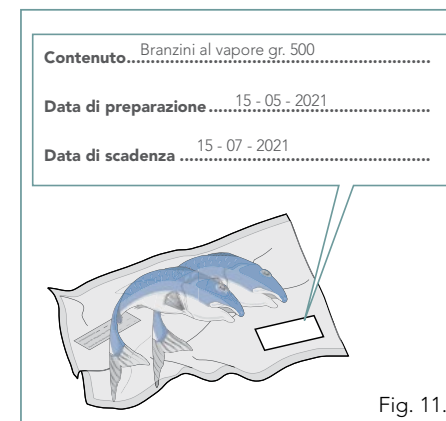 Contenuto....Branzini al vapore gr. 500....
Data di preparazione....15 - 05 - 2021....
Data di scadenza ....15 - 07 - 2021....
Fig. 11.